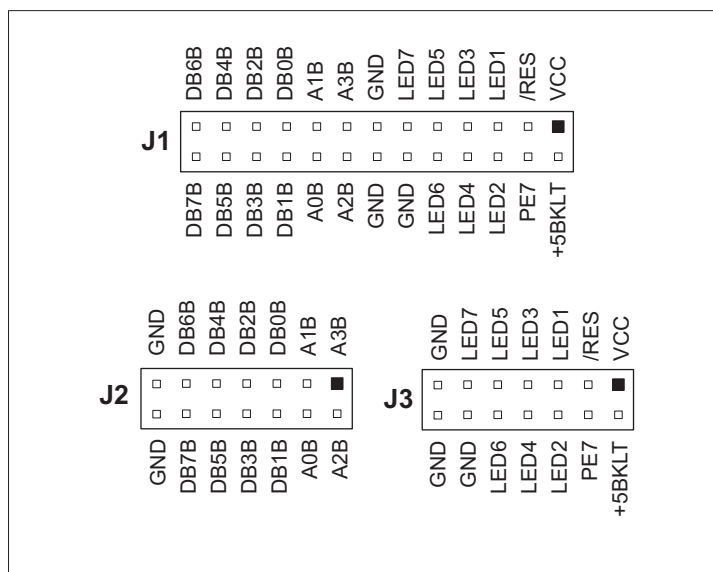 DB6B DB4B DB2B DB0B A1B A3B GND LED7 LED5 LED3 LED1 /RES VCC
J1
DB7B DB5B DB3B DB1B A0B A2B GND GND LED6 LED4 LED2 PE7 +5BKLT
GND DB6B DB4B DB2B DB0B A1B A3B
J2
GND DB7B DB5B DB3B DB1B A0B A2B
GND LED7 LED5 LED3 LED1 /RES VCC
J3
GND GND LED6 LED4 LED2 PE7 +5BKLT